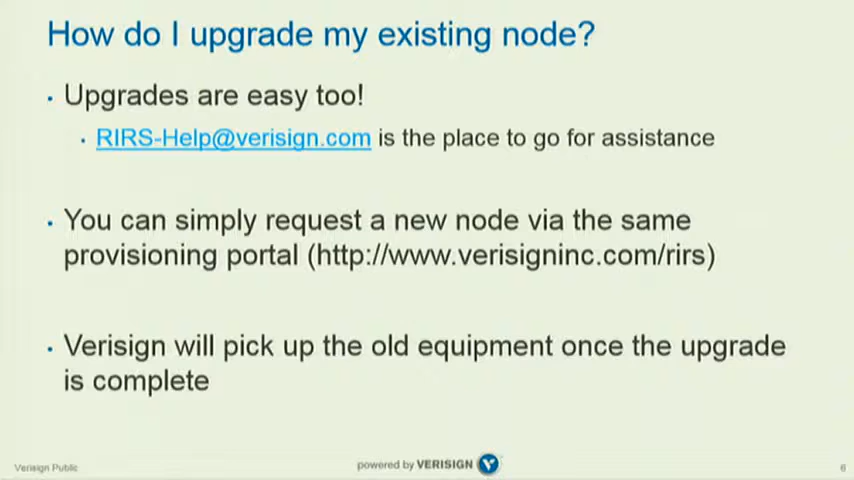 How do I upgrade my existing node?
• Upgrades are easy too!
• RIRS-Help@verisign.com is the place to go for assistance
• You can simply request a new node via the same
provisioning portal (http://www.verisigninc.com/rirs)
• Verisign will pick up the old equipment once the upgrade
is complete
Verisign Public
powered by VERISIGN
6